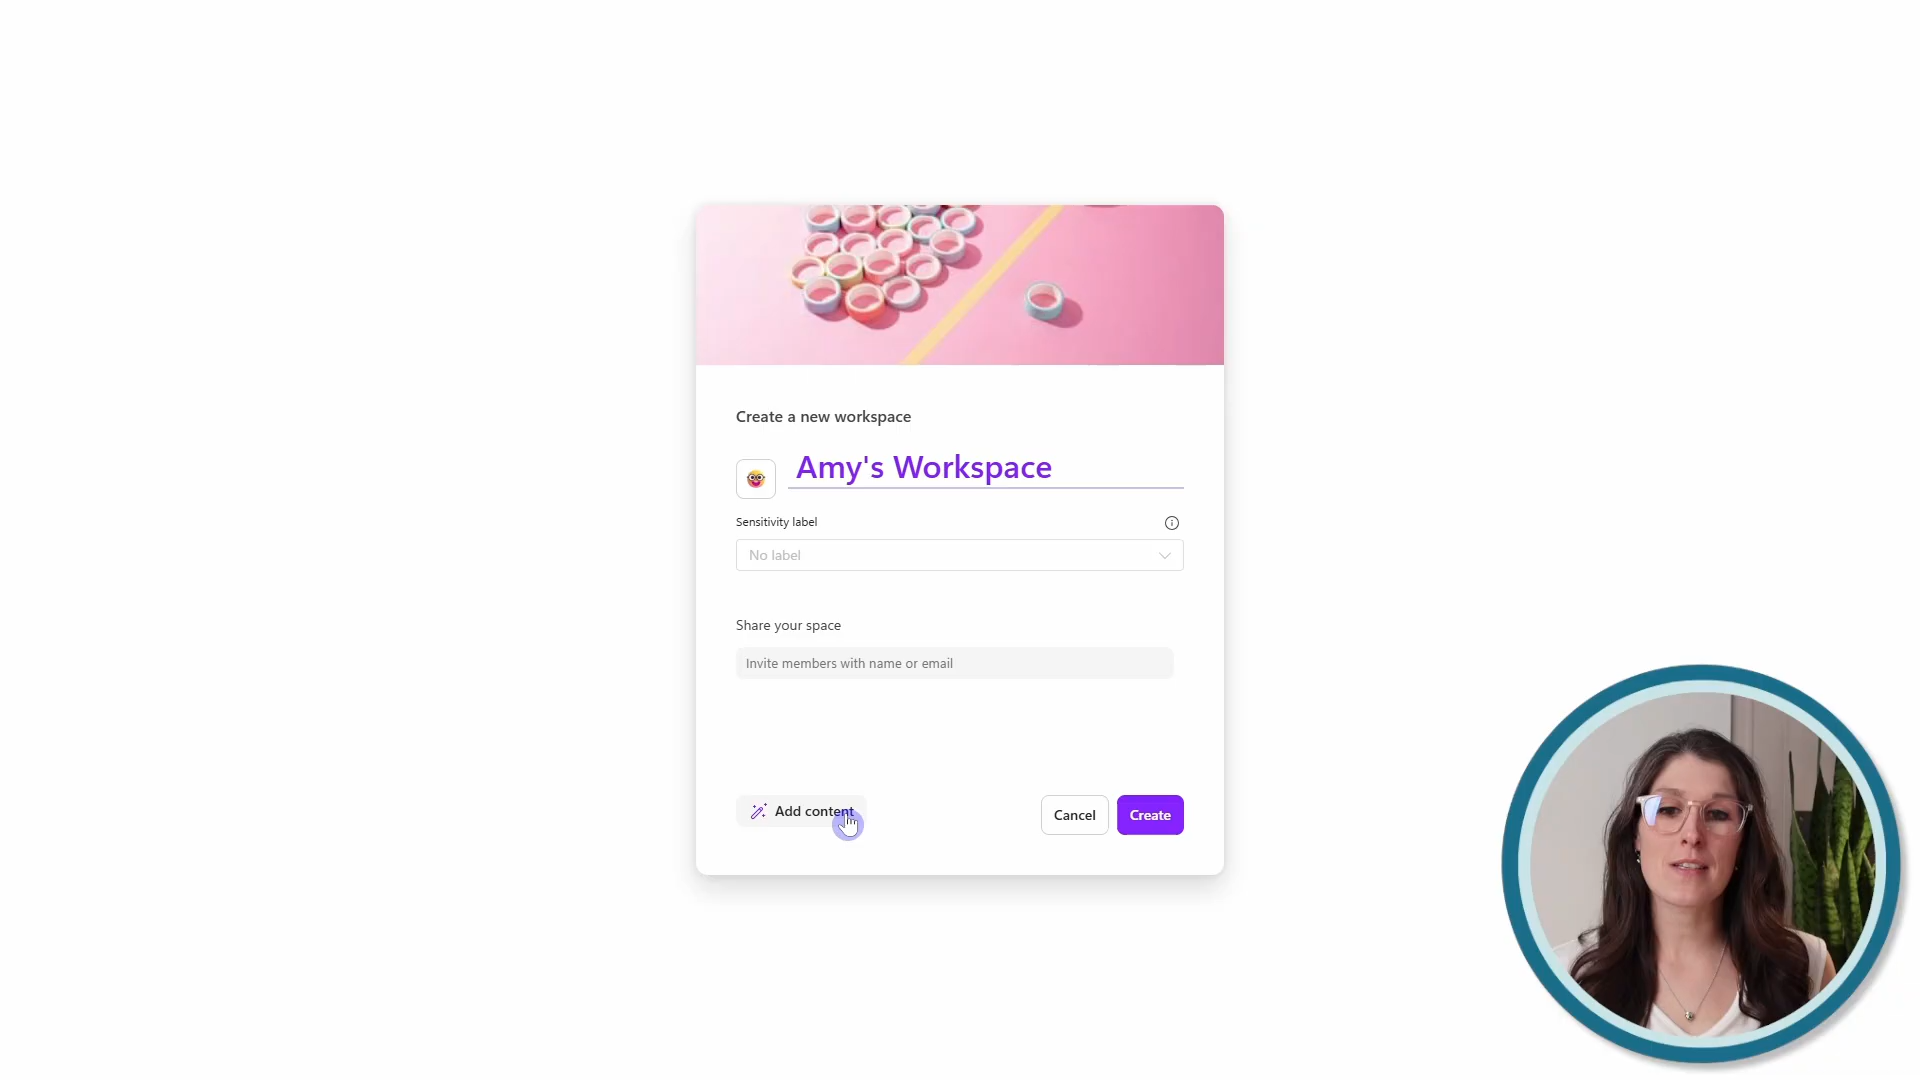 Create a new workspace
Amy's Workspace
Sensitivity label
No label
Share your space
Invite members with name or email
Add content
Cancel
Create